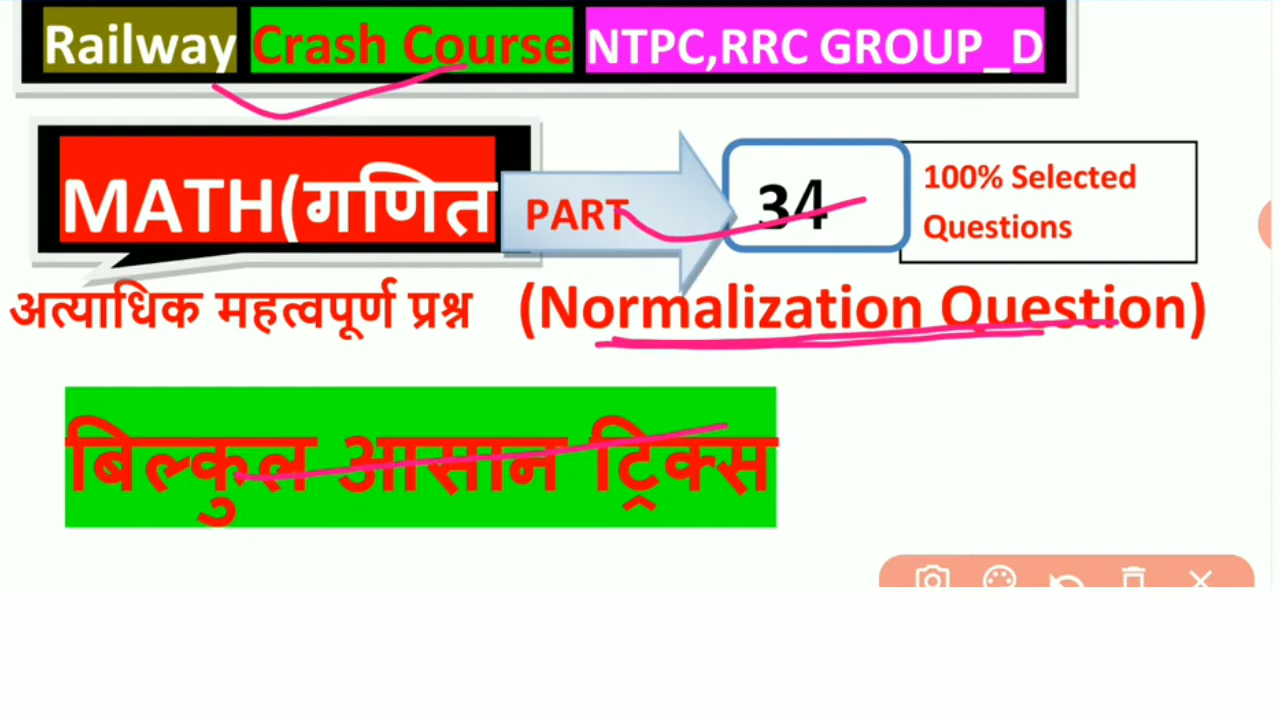 Railway Crash Course NTPC,RRC GROUP_D
MATH(गणित PART 34 100% Selected
Questions
अत्याधिक महत्वपूर्ण प्रश्न (Normalization Question)
बिल्कुल आसान ट्रिक्स